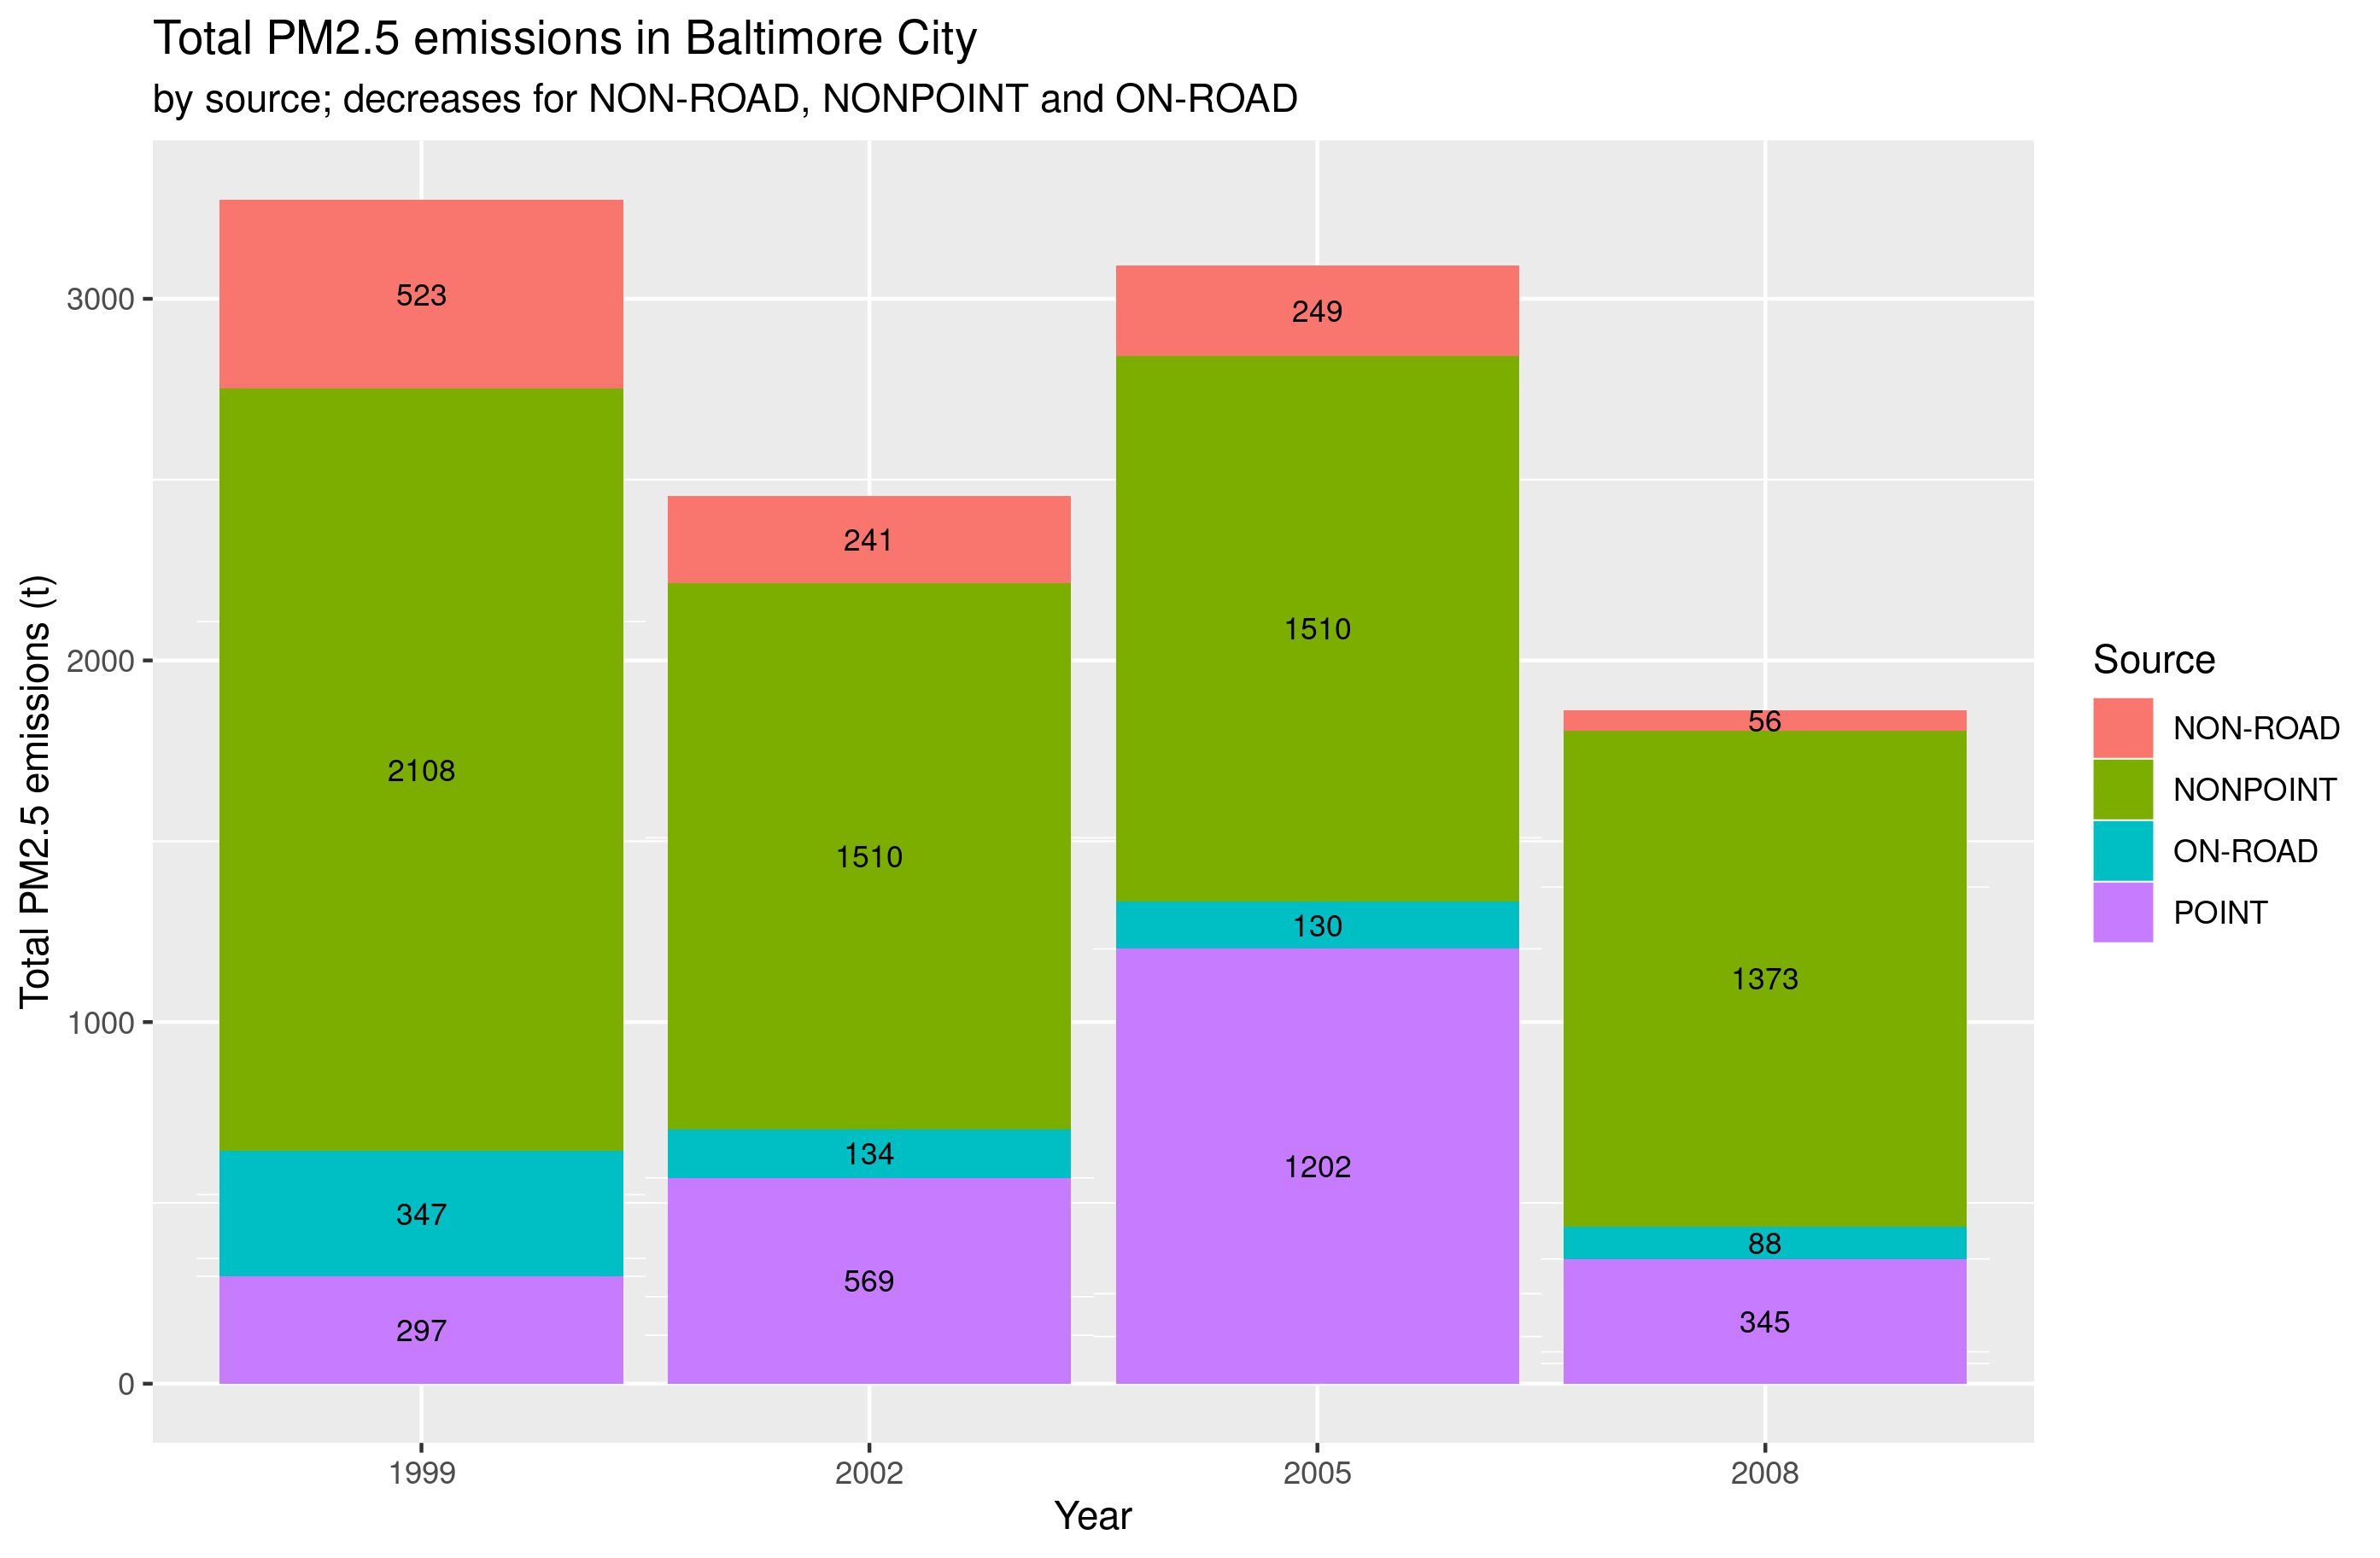 Total PM2.5 emissions in Baltimore City
by source; decreases for NON-ROAD, NONPOINT and ON-ROAD
Total PM2.5 emissions (t)
3000
2000
1000
0
523
2108
347
297
241
1510
134
569
249
1510
130
1202
56
1373
88
345
1999
2002
2005
2008
Year
Source
NON-ROAD
NONPOINT
ON-ROAD
POINT